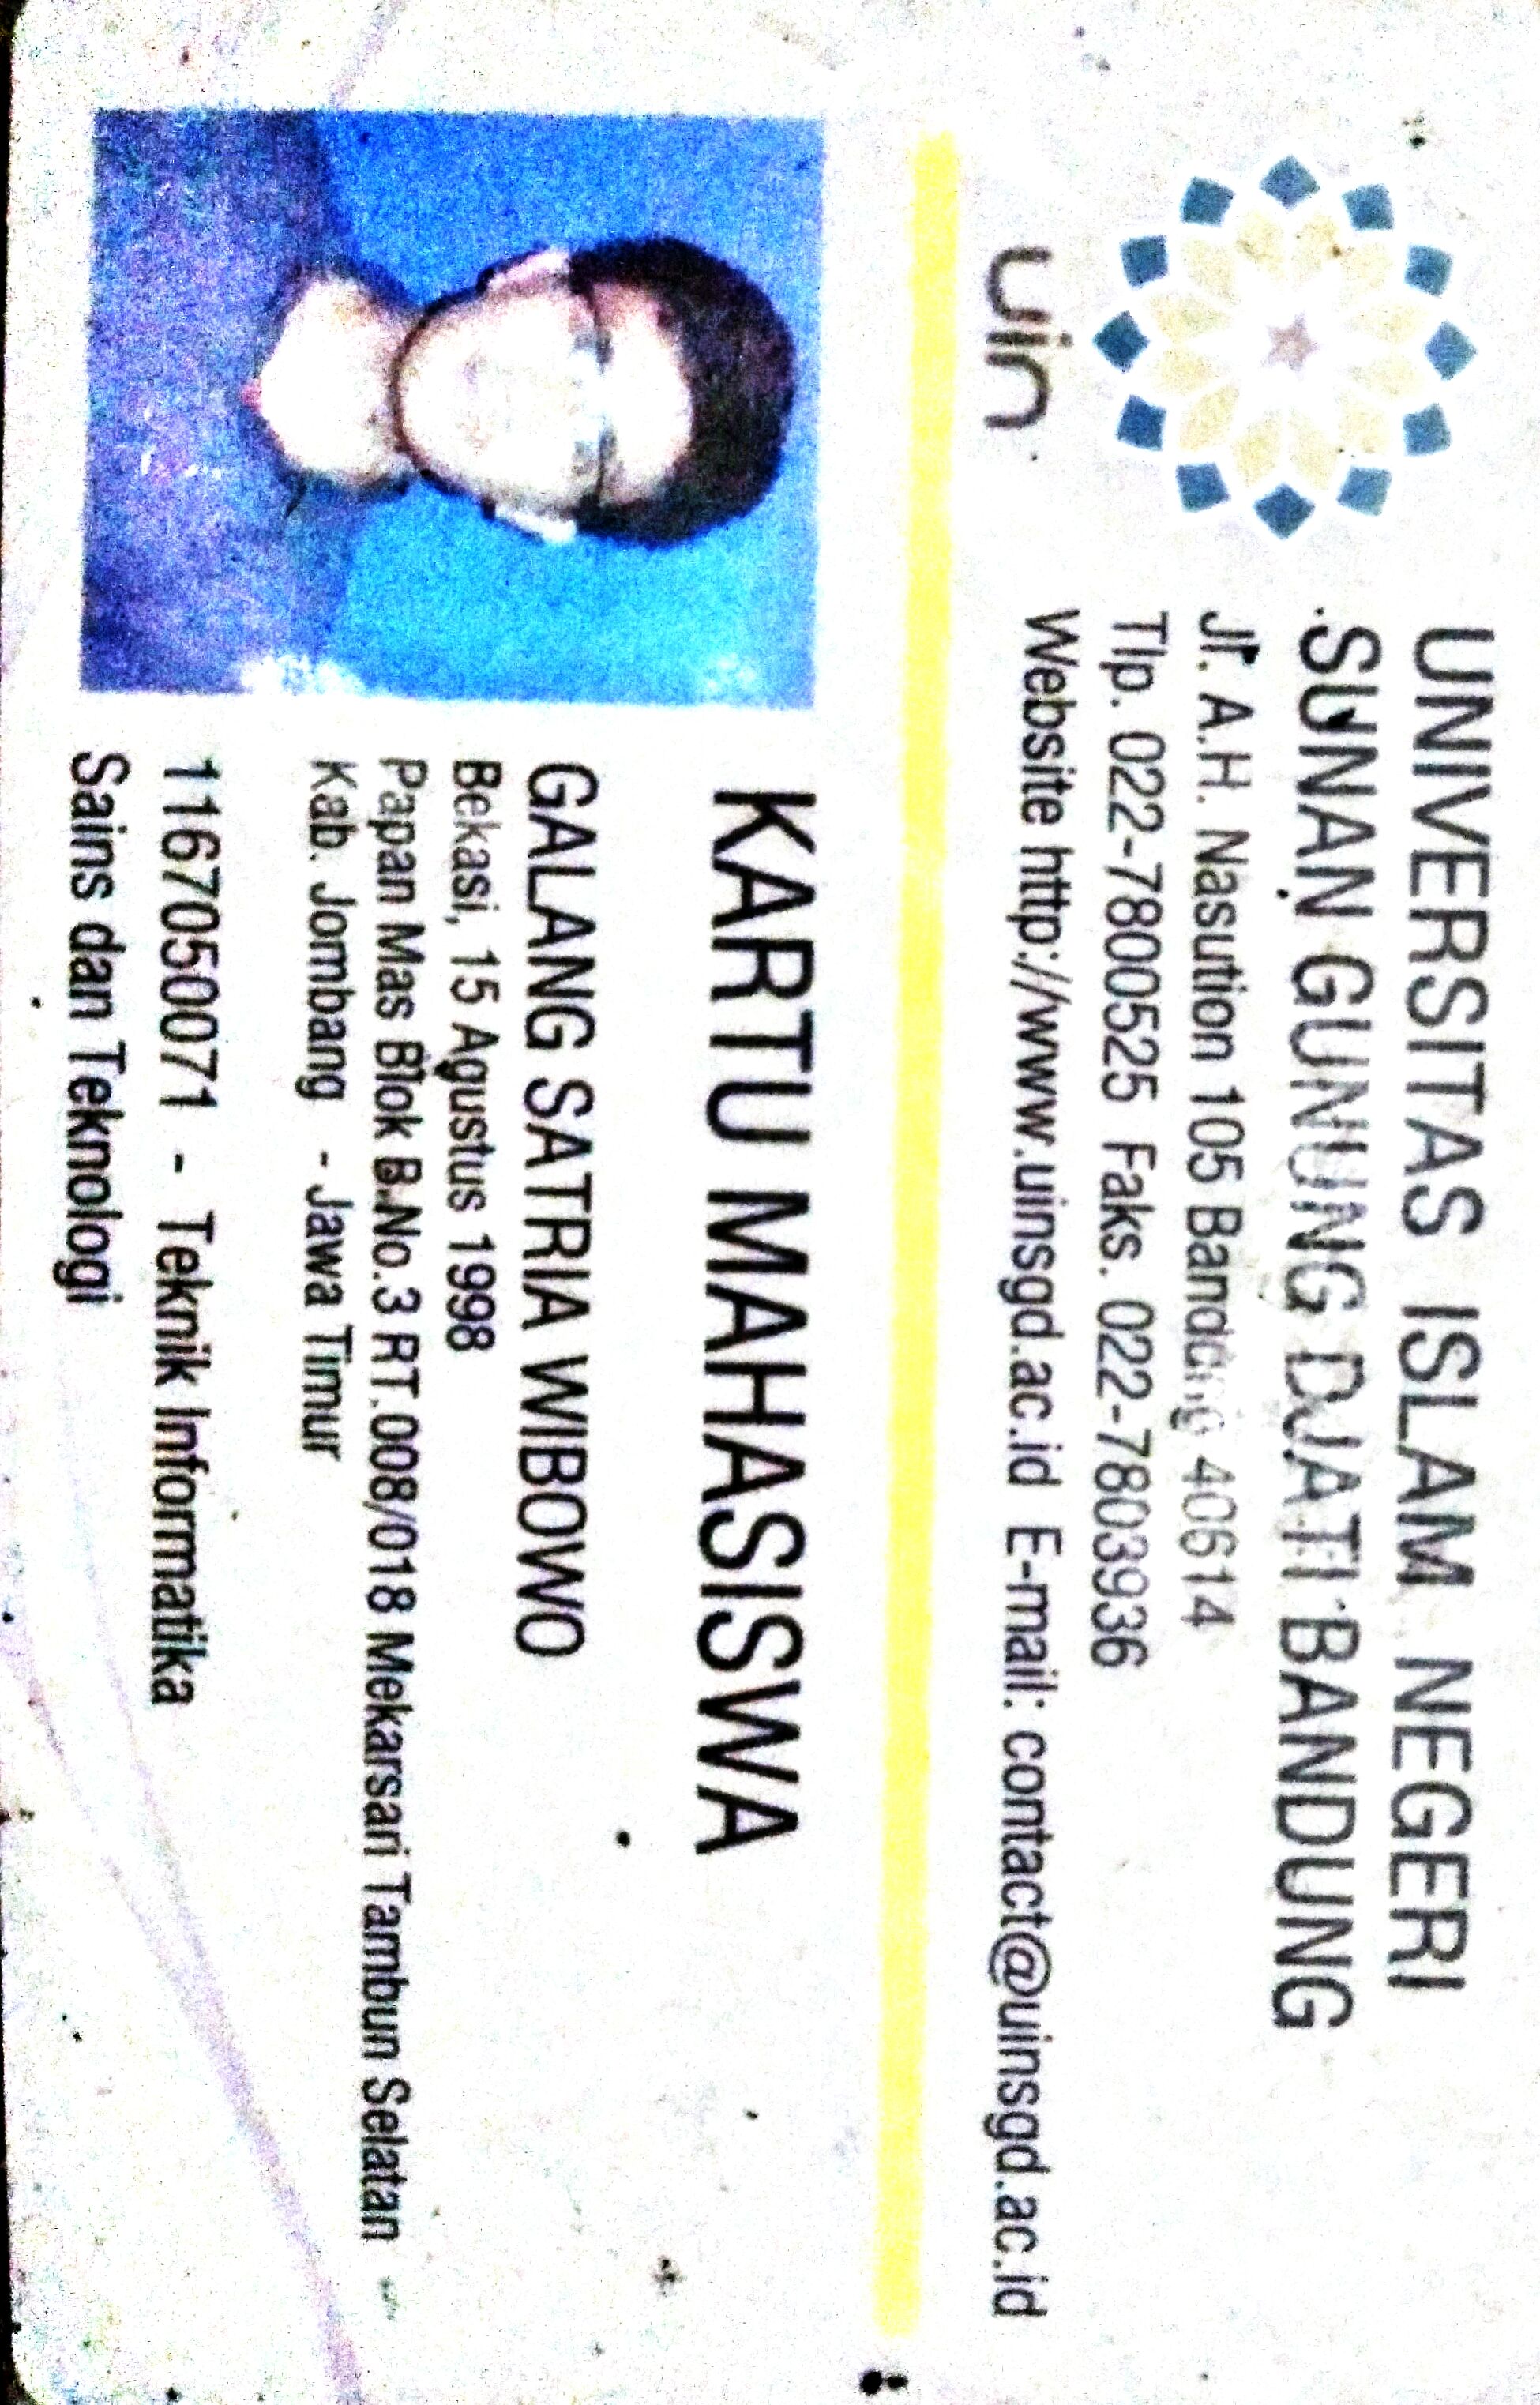 UNIVERSITAS ISLAM NEGERI
SUNAN GUNUNG DJATI BANDUNG
Jl. A.H. Nasution 105 Bandung 40614
Tlp. 022-7800525 Faks. 022-7803936
Website http://www.uinsgd.ac.id E-mail: contact@uinsgd.ac.id
uin
KARTU MAHASISWA
GALANG SATRIA WIBOWO
Bekasi, 15 Agustus 1998
Papan Mas Blok B.No.3 RT.008/018 Mekarsari Tambun Selatan
Kab. Jombang - Jawa Timur
1167050071 - Teknik Informatika
Sains dan Teknologi